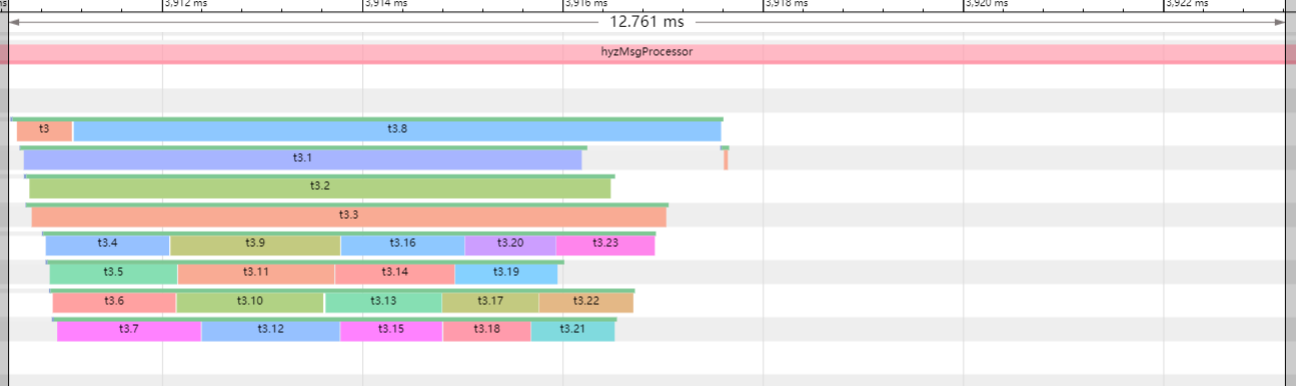 ms 3,912 ms 3,914 ms 3,916 ms 3,918 ms 3,920 ms 3,922 ms
12.761 ms
hyzMsgProcessor
t3 t3.8
t3.1
t3.2
t3.3
t3.4 t3.9 t3.16 t3.20 t3.23
t3.5 t3.11 t3.14 t3.19
t3.6 t3.10 t3.13 t3.17 t3.22
t3.7 t3.12 t3.15 t3.18 t3.21